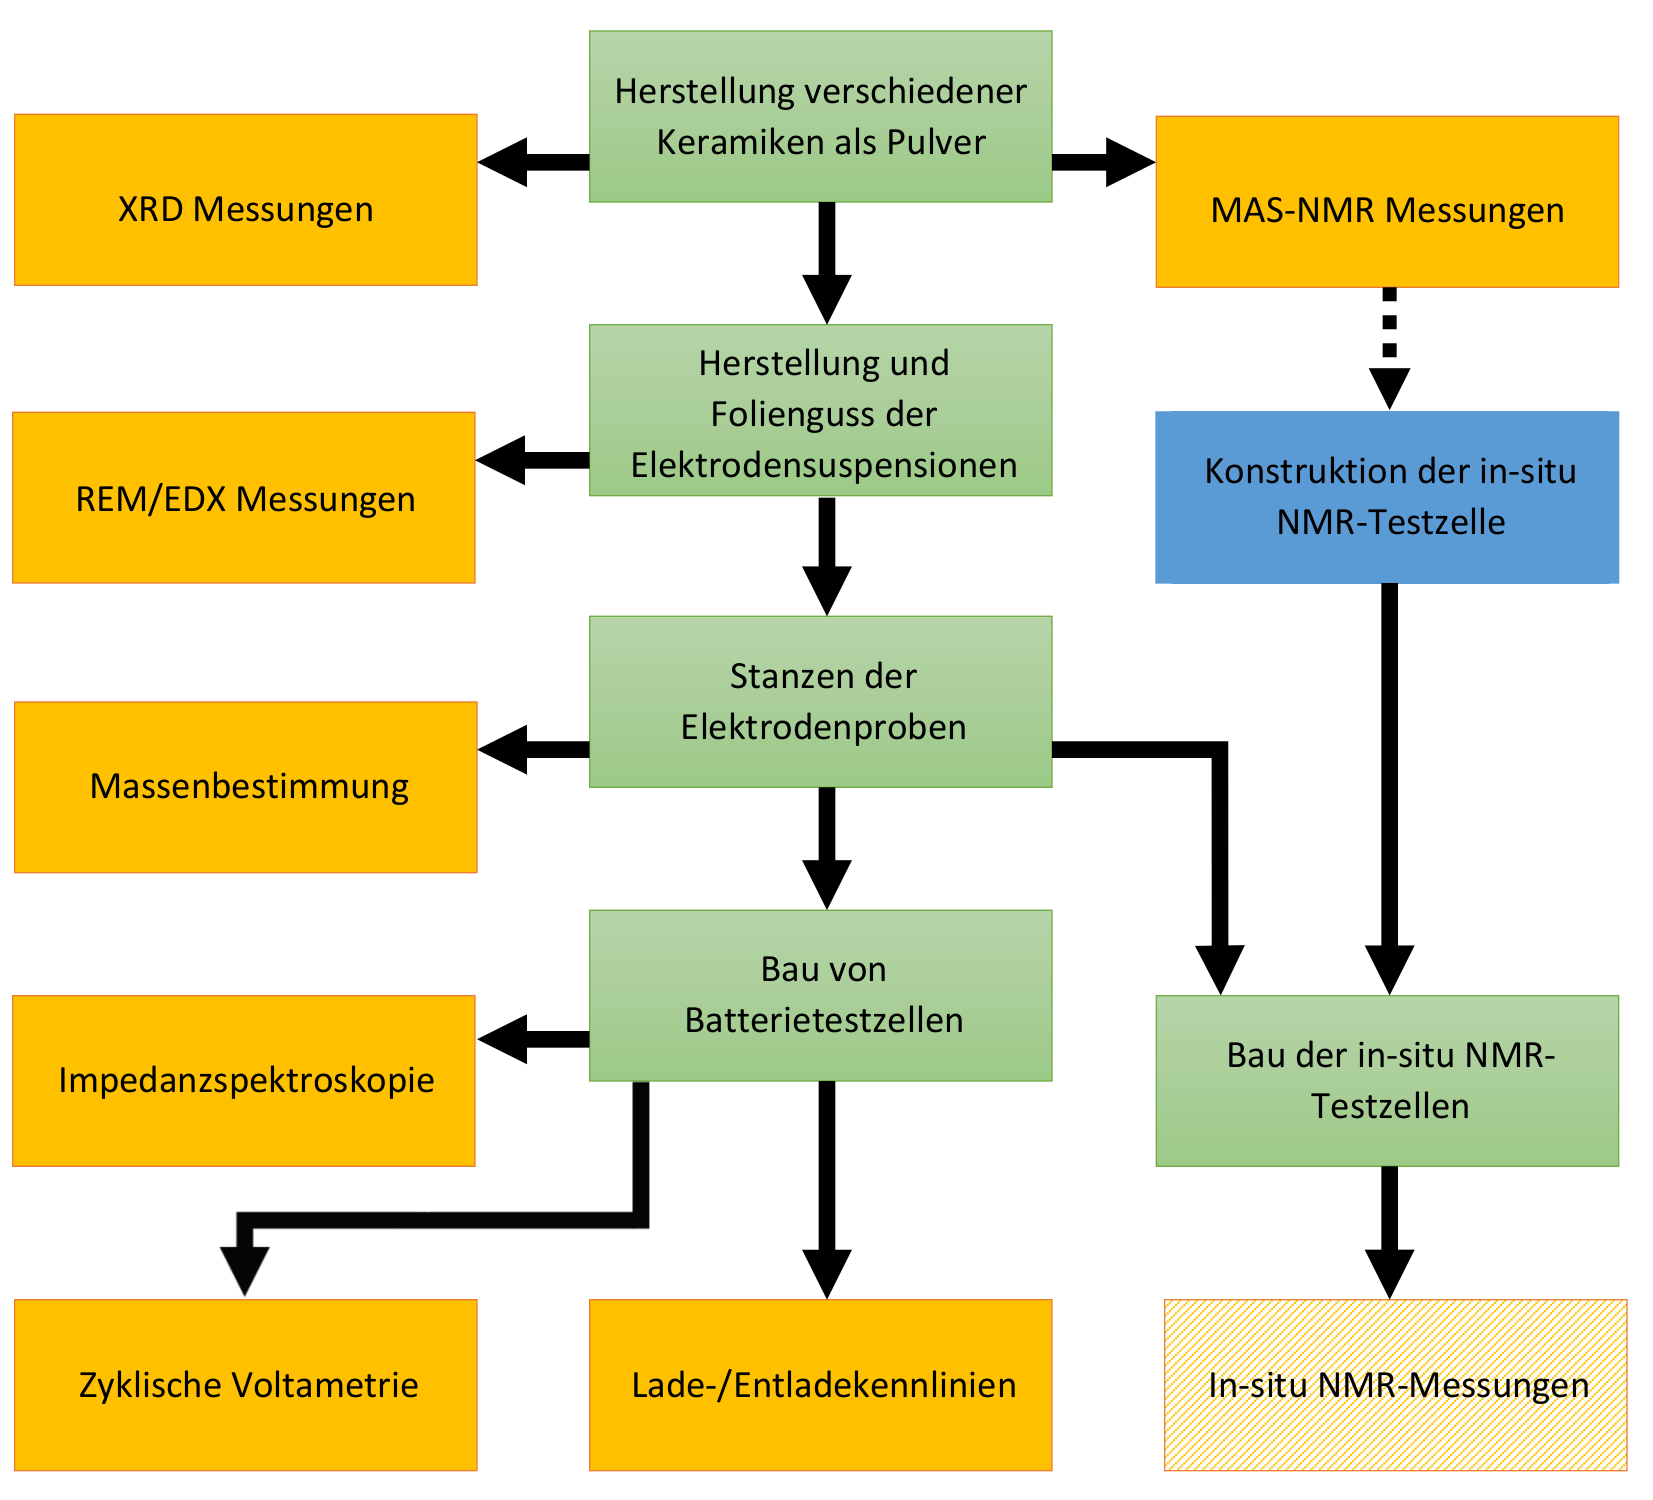 Herstellung verschiedener
Keramiken als Pulver
XRD Messungen
MAS-NMR Messungen
Herstellung und
Folienguss der
Elektrodensuspensionen
REM/EDX Messungen
Konstruktion der in-situ
NMR-Testzelle
Stanzen der
Elektrodenproben
Massenbestimmung
Bau von
Batterietestzellen
Impedanzspektroskopie
Bau der in-situ NMR-
Testzellen
Zyklische Voltametrie
Lade-/Entladekennlinien
In-situ NMR-Messungen